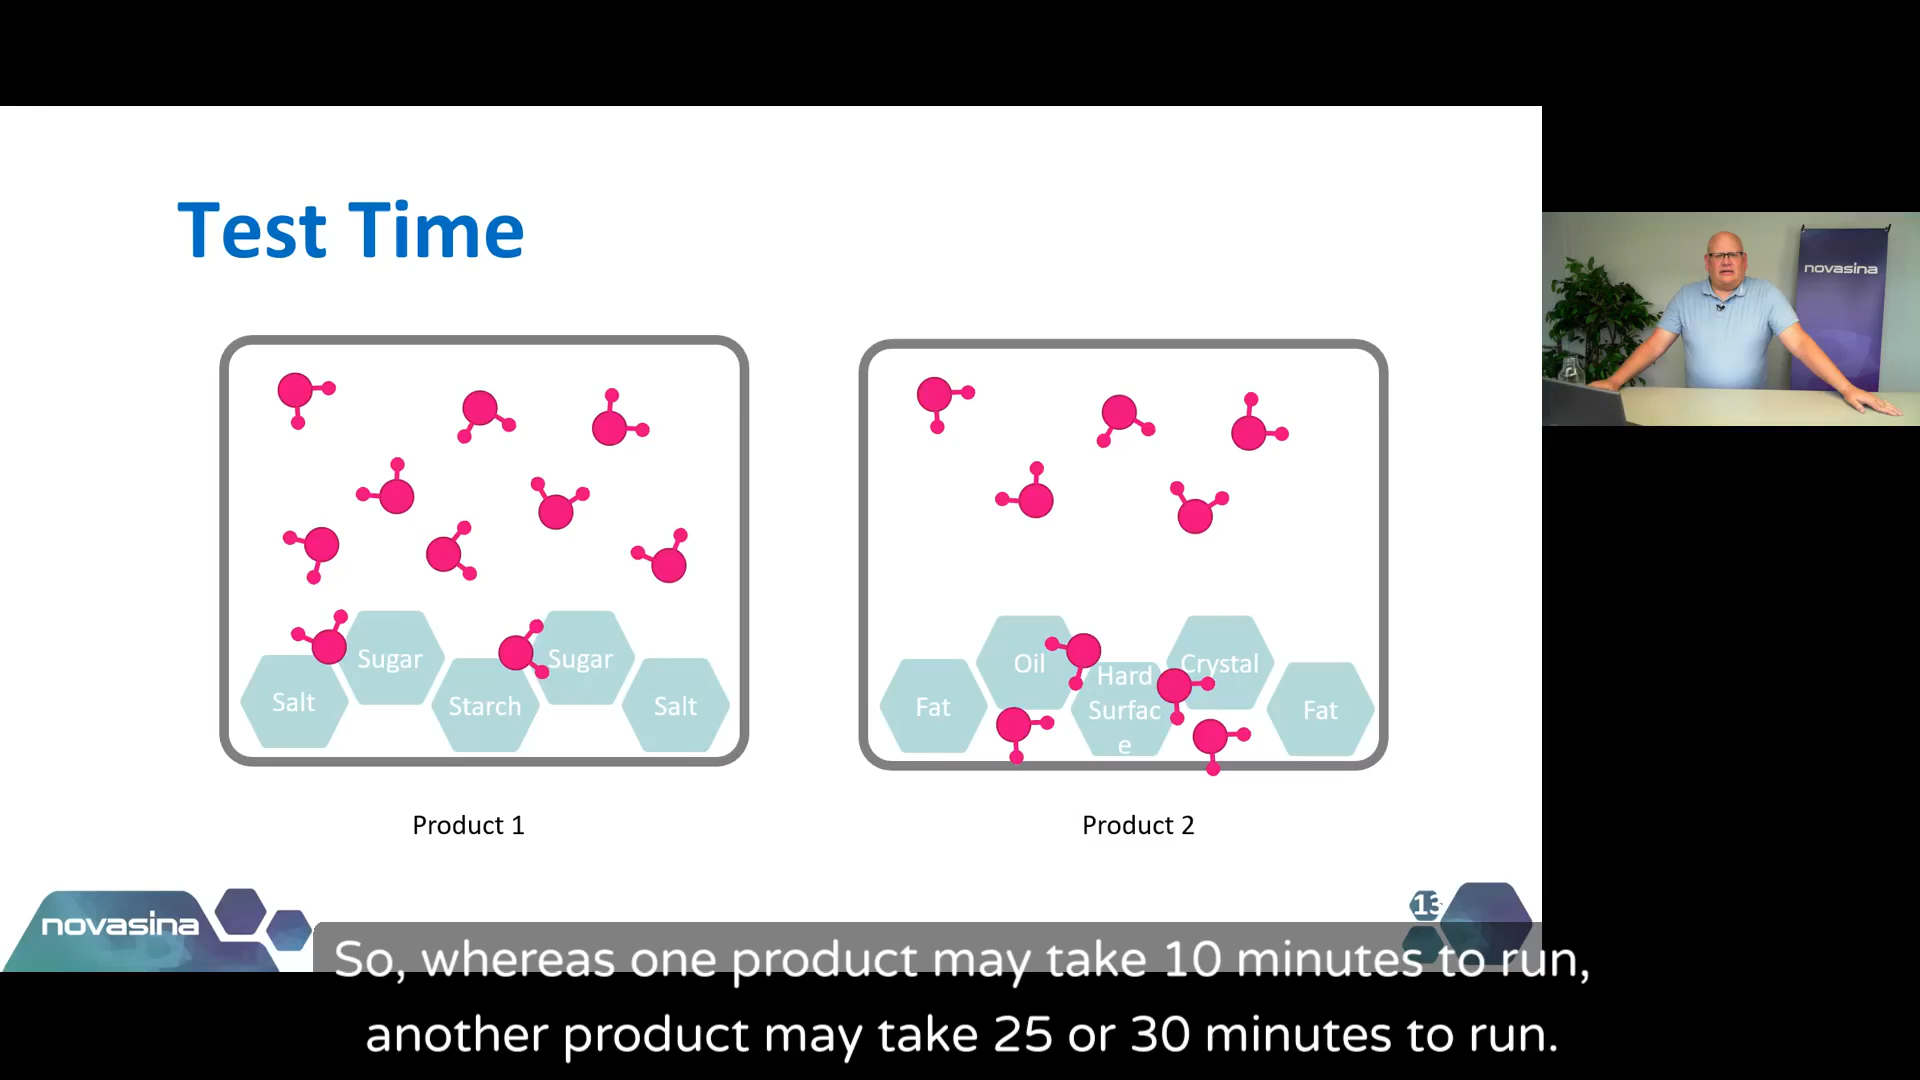 Test Time
novasina
Sugar
Sugar
Salt
Starch
Salt
Oil
Crystal
Hard
Surfac
e
Fat
Fat
Product 1
Product 2
novasina
13
So, whereas one product may take 10 minutes to run,
another product may take 25 or 30 minutes to run.